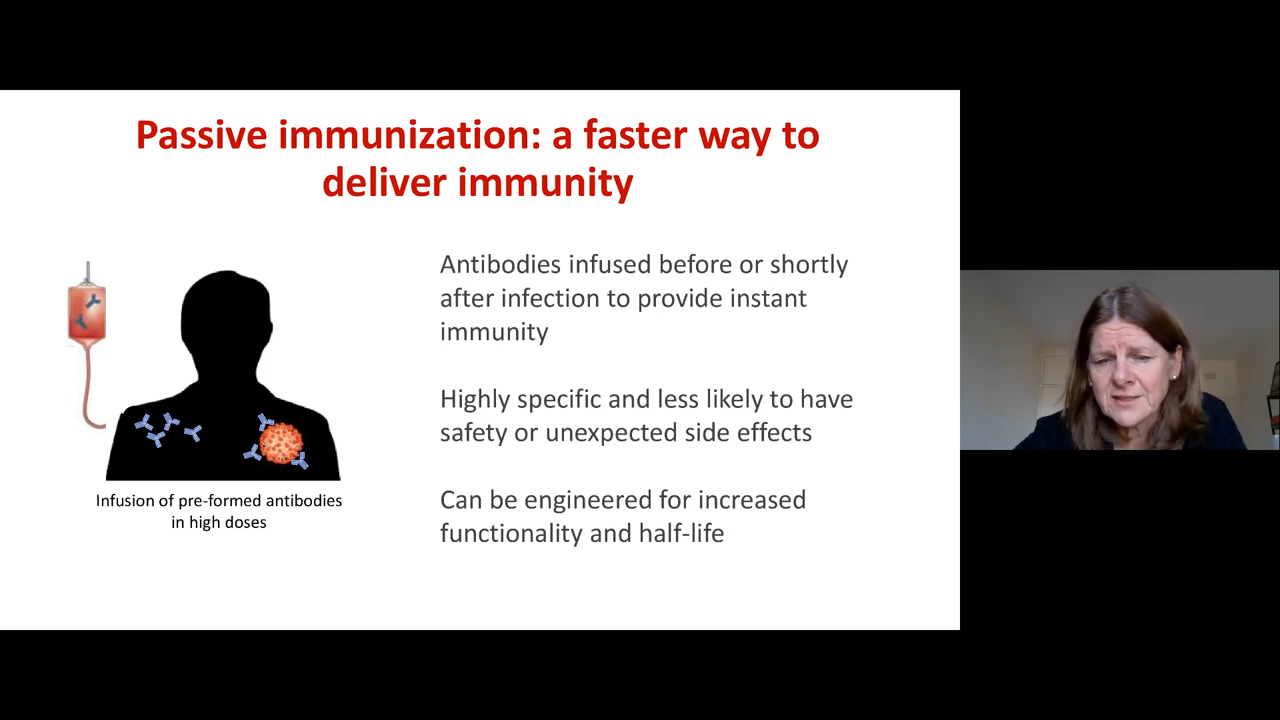 Passive immunization: a faster way to
deliver immunity
Antibodies infused before or shortly
after infection to provide instant
immunity
Highly specific and less likely to have
safety or unexpected side effects
Can be engineered for increased
functionality and half-life
Infusion of pre-formed antibodies
in high doses